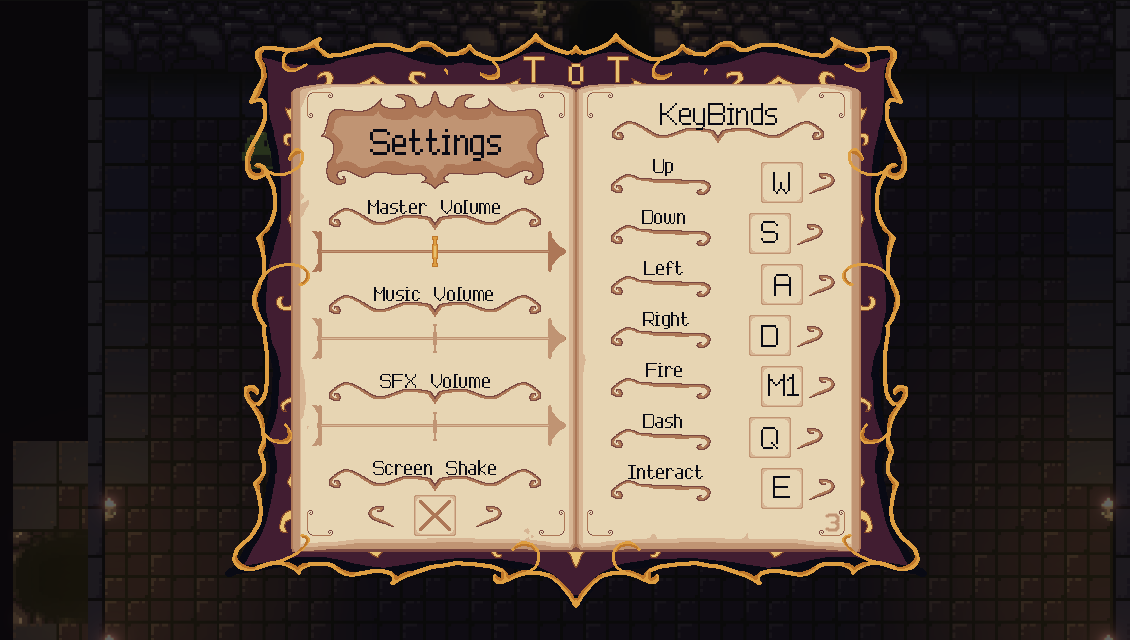 T o T
Settings
Master Volume
Music Volume
SFX Volume
Screen Shake
KeyBinds
Up W
Down S
Left A
Right D
Fire M1
Dash Q
Interact E
3